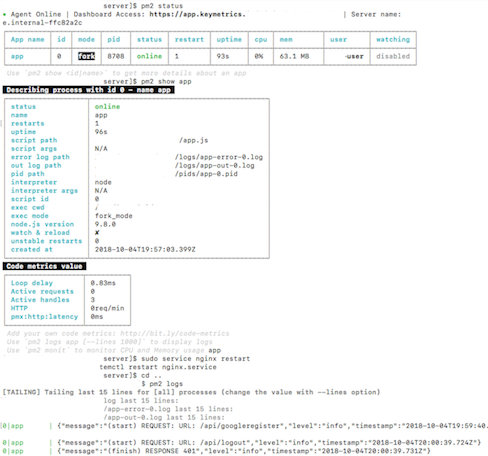 server]$ pm2 status
● Agent Online | Dashboard Access: https://app.keymetrics. | Server name:
e.internal-ffc82a2c
App name id mode pid status restart uptime cpu mem user watching
app 0 fork 8708 online 1 93s 0% 63.1 MB -user disabled
Use `pm2 show <id|name>` to get more details about an app
server]$ pm2 show app
Describing process with id 0 - name app
status online
name app
restarts 1
uptime 96s
script path /app.js
script args N/A
error log path /logs/app-error-0.log
out log path /logs/app-out-0.log
pid path /pids/app-0.pid
interpreter node
interpreter args N/A
script id 0
exec cwd /
exec mode fork_mode
node.js version 9.8.0
watch & reload ✘
unstable restarts 0
created at 2018-10-04T19:57:03.399Z
Code metrics value
Loop delay 0.83ms
Active requests 0
Active handles 3
HTTP 0req/min
pmx:http:latency 0ms
Add your own code metrics: http://bit.ly/code-metrics
Use `pm2 logs app [--lines 1000]` to display logs
Use `pm2 monit` to monitor CPU and Memory usage app
server]$ sudo service nginx restart
temctl restart nginx.service
server]$ cd ..
$ pm2 logs
[TAILING] Tailing last 15 lines for [all] processes (change the value with --lines option)
log last 15 lines:
/app-error-0.log last 15 lines:
/app-out-0.log last 15 lines:
0|app | {"message":"(start) REQUEST: URL: /api/googleregister","level":"info","timestamp":"2018-10-04T19:59:40.
0|app | {"message":"(start) REQUEST: URL: /api/logout","level":"info","timestamp":"2018-10-04T20:00:39.724Z"}
0|app | {"message":"(finish) RESPONSE 401","level":"info","timestamp":"2018-10-04T20:00:39.731Z"}